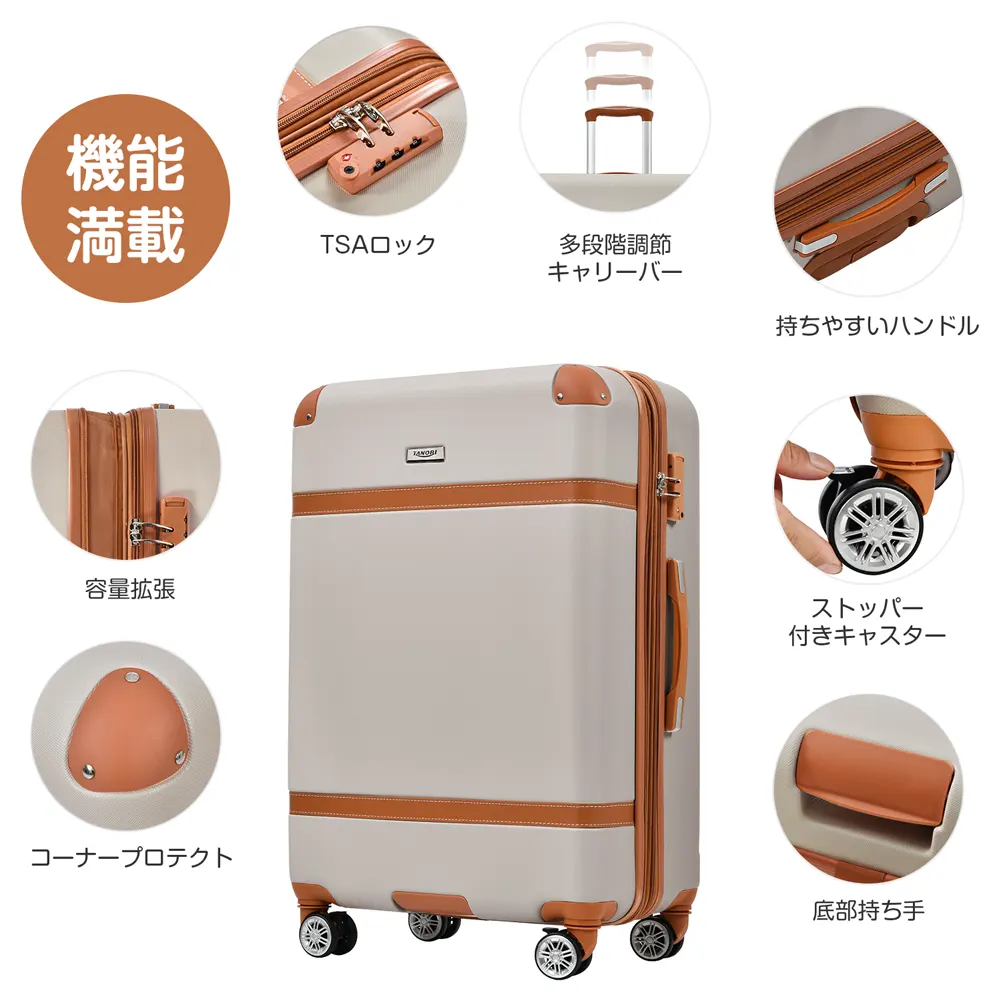 機能
満載
TSAロック
多段階調節
キャリーバー
持ちやすいハンドル
TANOBI
容量拡張
ストッパー
付きキャスター
コーナープロテクト
底部持ち手